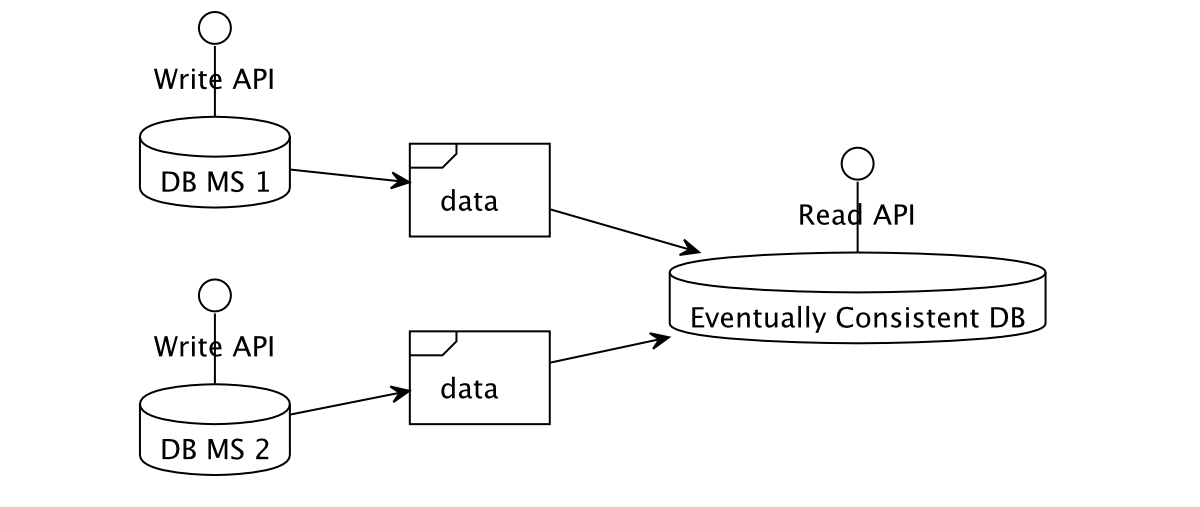 Write API
DB MS 1
data
Read API
Eventually Consistent DB
Write API
DB MS 2
data